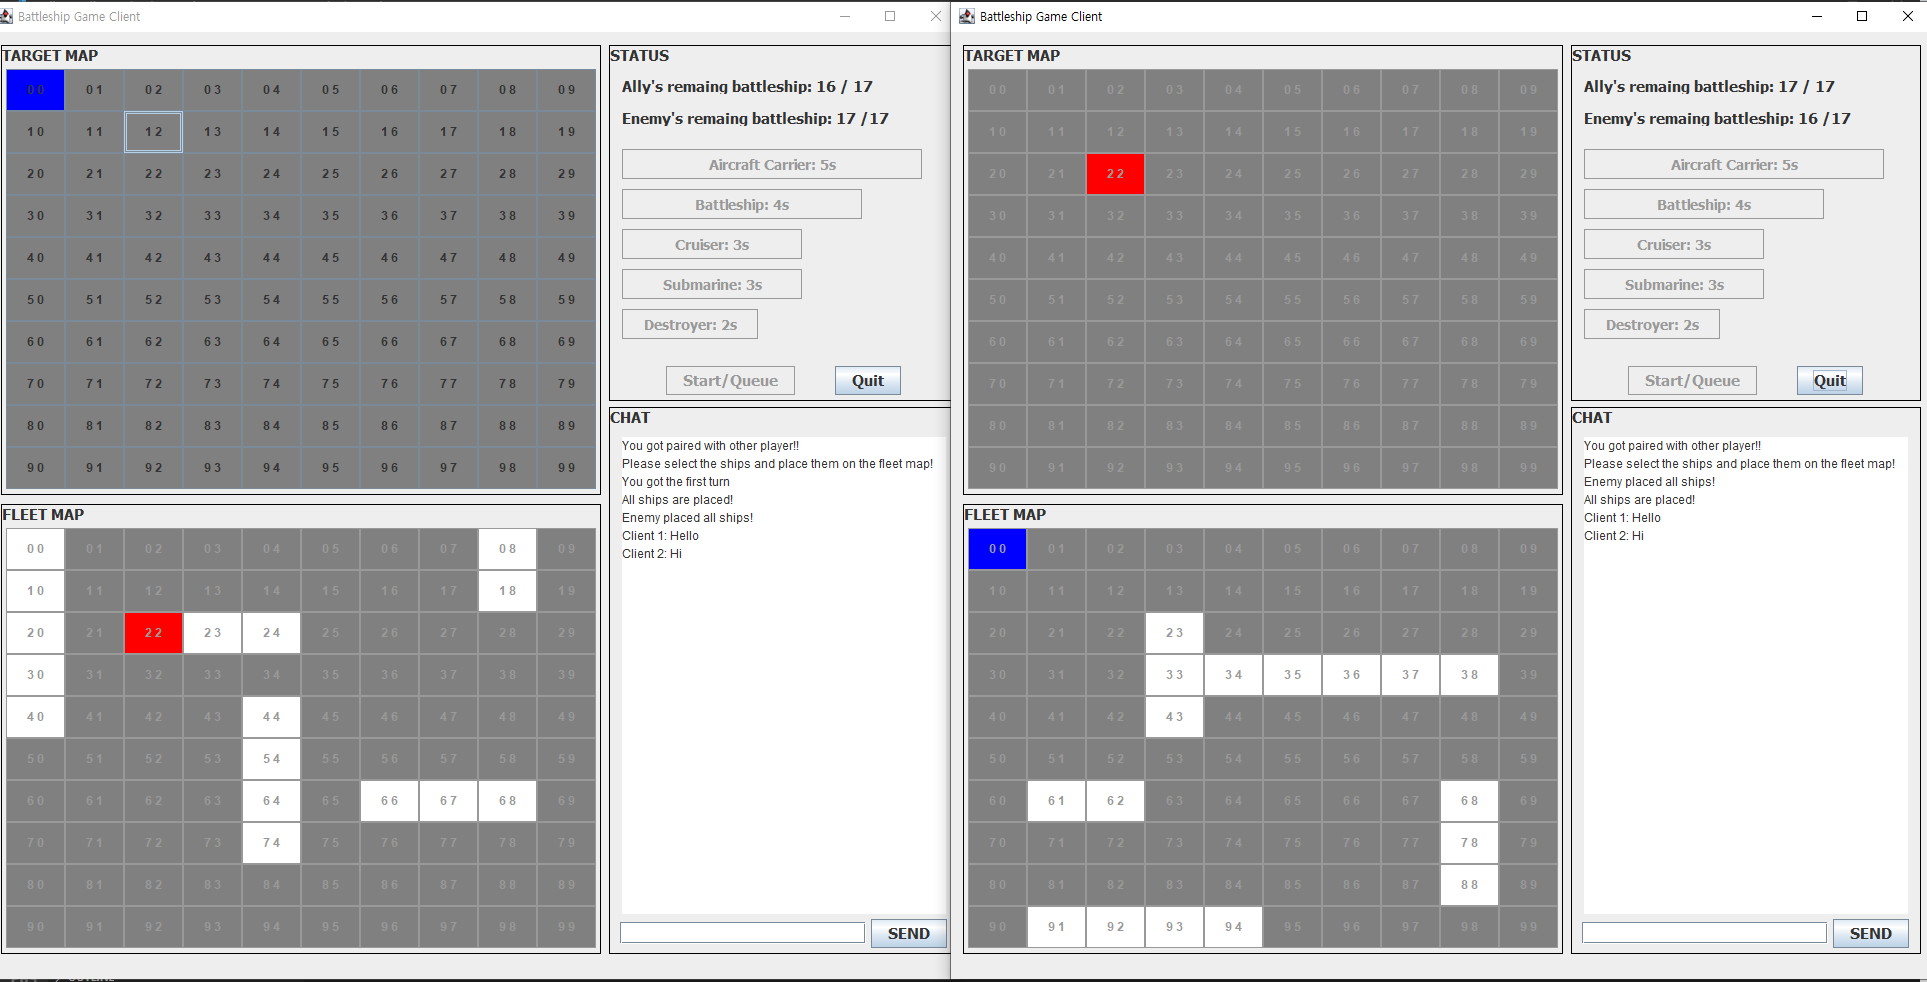 Battleship Game Client
TARGET MAP
00 01 02 03 04 05 06 07 08 09
10 11 12 13 14 15 16 17 18 19
20 21 22 23 24 25 26 27 28 29
30 31 32 33 34 35 36 37 38 39
40 41 42 43 44 45 46 47 48 49
50 51 52 53 54 55 56 57 58 59
60 61 62 63 64 65 66 67 68 69
70 71 72 73 74 75 76 77 78 79
80 81 82 83 84 85 86 87 88 89
90 91 92 93 94 95 96 97 98 99
FLEET MAP
00 01 02 03 04 05 06 07 08 09
10 11 12 13 14 15 16 17 18 19
20 21 22 23 24 25 26 27 28 29
30 31 32 33 34 35 36 37 38 39
40 41 42 43 44 45 46 47 48 49
50 51 52 53 54 55 56 57 58 59
60 61 62 63 64 65 66 67 68 69
70 71 72 73 74 75 76 77 78 79
80 81 82 83 84 85 86 87 88 89
90 91 92 93 94 95 96 97 98 99
STATUS
Ally's remaing battleship: 16 / 17
Enemy's remaing battleship: 17 /17
Aircraft Carrier: 5s
Battleship: 4s
Cruiser: 3s
Submarine: 3s
Destroyer: 2s
Start/Queue Quit
CHAT
You got paired with other player!!
Please select the ships and place them on the fleet map!
You got the first turn
All ships are placed!
Enemy placed all ships!
Client 1: Hello
Client 2: Hi
SEND
Battleship Game Client
TARGET MAP
00 01 02 03 04 05 06 07 08 09
10 11 12 13 14 15 16 17 18 19
20 21 22 23 24 25 26 27 28 29
30 31 32 33 34 35 36 37 38 39
40 41 42 43 44 45 46 47 48 49
50 51 52 53 54 55 56 57 58 59
60 61 62 63 64 65 66 67 68 69
70 71 72 73 74 75 76 77 78 79
80 81 82 83 84 85 86 87 88 89
90 91 92 93 94 95 96 97 98 99
FLEET MAP
00 01 02 03 04 05 06 07 08 09
10 11 12 13 14 15 16 17 18 19
20 21 22 23 24 25 26 27 28 29
30 31 32 33 34 35 36 37 38 39
40 41 42 43 44 45 46 47 48 49
50 51 52 53 54 55 56 57 58 59
60 61 62 63 64 65 66 67 68 69
70 71 72 73 74 75 76 77 78 79
80 81 82 83 84 85 86 87 88 89
90 91 92 93 94 95 96 97 98 99
STATUS
Ally's remaing battleship: 17 / 17
Enemy's remaing battleship: 16 /17
Aircraft Carrier: 5s
Battleship: 4s
Cruiser: 3s
Submarine: 3s
Destroyer: 2s
Start/Queue Quit
CHAT
You got paired with other player!!
Please select the ships and place them on the fleet map!
Enemy placed all ships!
All ships are placed!
Client 1: Hello
Client 2: Hi
SEND